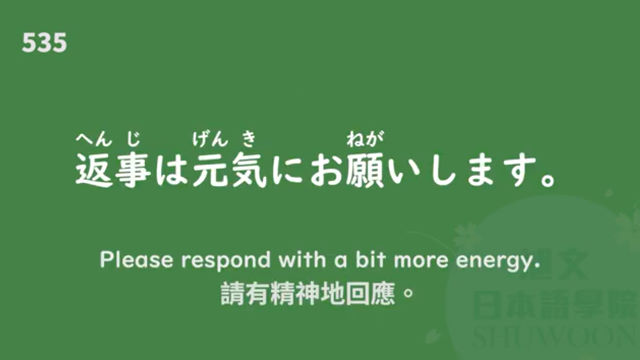 535
へん じ げん き ねが
返事は元気にお願いします。
Please respond with a bit more energy.
請有精神地回應。
文
日本語學院
SHUWOON